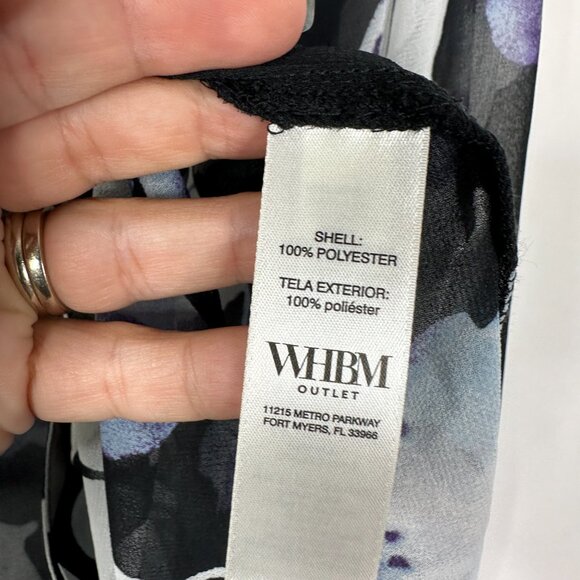 SHELL:
100% POLYESTER
TELA EXTERIOR:
100% poliéster
WHBM
OUTLET
11215 METRO PARKWAY
FORT MYERS, FL 33966